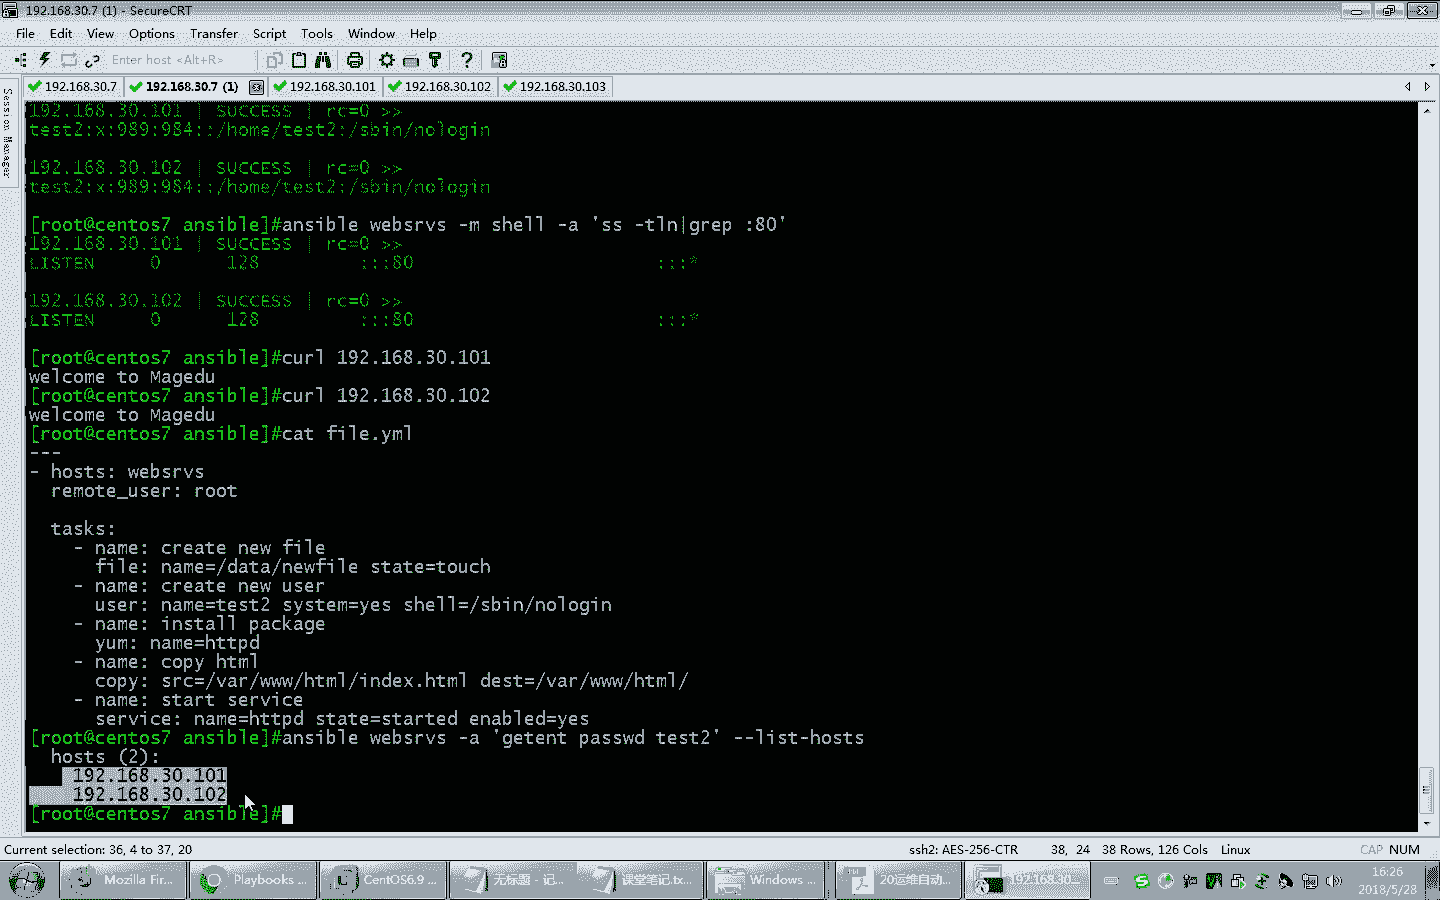 192.168.30.7 (1) - SecureCRT
File Edit View Options Transfer Script Tools Window Help
Enter host <Alt+R>
192.168.30.7 192.168.30.7 (1) 192.168.30.101 192.168.30.102 192.168.30.103
Session Manager
192.168.30.101 | SUCCESS | rc=0 >>
test2:x:989:984::/home/test2:/sbin/nologin
192.168.30.102 | SUCCESS | rc=0 >>
test2:x:989:984::/home/test2:/sbin/nologin
[root@centos7 ansible]#ansible websrvs -m shell -a 'ss -tln|grep :80'
192.168.30.101 | SUCCESS | rc=0 >>
LISTEN     0      128         :::80                      :::*
192.168.30.102 | SUCCESS | rc=0 >>
LISTEN     0      128         :::80                      :::*
[root@centos7 ansible]#curl 192.168.30.101
welcome to Magedu
[root@centos7 ansible]#curl 192.168.30.102
welcome to Magedu
[root@centos7 ansible]#cat file.yml
---
- hosts: websrvs
  remote_user: root
  tasks:
    - name: create new file
      file: name=/data/newfile state=touch
    - name: create new user
      user: name=test2 system=yes shell=/sbin/nologin
    - name: install package
      yum: name=httpd
    - name: copy html
      copy: src=/var/www/html/index.html dest=/var/www/html/
    - name: start service
      service: name=httpd state=started enabled=yes
[root@centos7 ansible]#ansible websrvs -a 'getent passwd test2' --list-hosts
  hosts (2):
    192.168.30.101
    192.168.30.102
[root@centos7 ansible]#
Current selection: 36, 4 to 37, 20 ssh2: AES-256-CTR 38, 24 38 Rows, 126 Cols Linux CAP NUM
Mozilla Fir... Playbooks ... CentOS6.9 ... 无标题 - 记... 课堂笔记.tx... Windows ... 20运维自动... 192.168.30... 16:26
2018/5/28